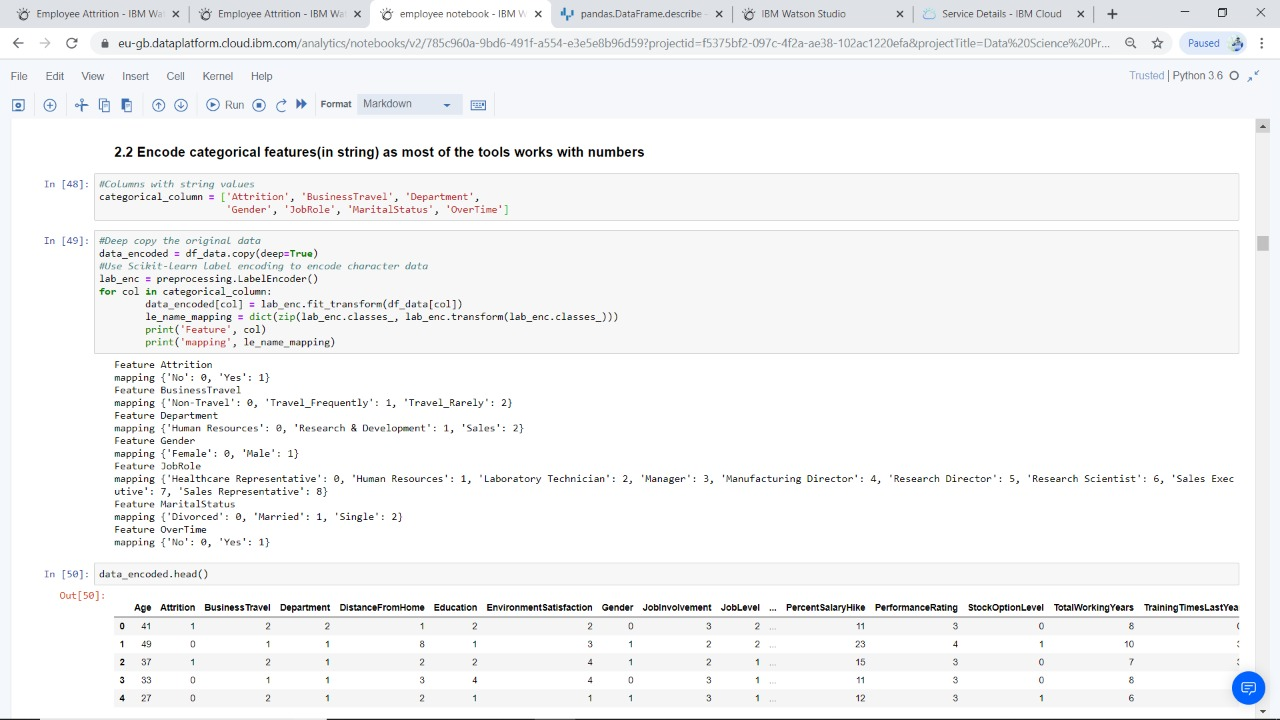 Employee Attrition - IBM Wa
Employee Attrition - IBM Wa
employee notebook - IBM W
pandas.DataFrame.describe
IBM Watson Studio
Service Details - IBM Cloud
eu-gb.dataplatform.cloud.ibm.com/analytics/notebooks/v2/785c960a-9bd6-491f-a554-e3e5e8b96d59?projectid=f5375bf2-097c-4f2a-ae38-102ac1220efa&projectTitle=Data%20Science%20Pr...
Paused
File Edit View Insert Cell Kernel Help
Trusted | Python 3.6
Run Format Markdown
2.2 Encode categorical features(in string) as most of the tools works with numbers
In [48]: #Columns with string values
categorical_column = ['Attrition', 'BusinessTravel', 'Department',
'Gender', 'JobRole', 'MaritalStatus', 'OverTime']
In [49]: #Deep copy the original data
data_encoded = df_data.copy(deep=True)
#Use Scikit-learn label encoding to encode character data
lab_enc = preprocessing.LabelEncoder()
for col in categorical_column:
data_encoded[col] = lab_enc.fit_transform(df_data[col])
le_name_mapping = dict(zip(lab_enc.classes_, lab_enc.transform(lab_enc.classes_)))
print('Feature', col)
print('mapping', le_name_mapping)
Feature Attrition
mapping {'No': 0, 'Yes': 1}
Feature BusinessTravel
mapping {'Non-Travel': 0, 'Travel_Frequently': 1, 'Travel_Rarely': 2}
Feature Department
mapping {'Human Resources': 0, 'Research & Development': 1, 'Sales': 2}
Feature Gender
mapping {'Female': 0, 'Male': 1}
Feature JobRole
mapping {'Healthcare Representative': 0, 'Human Resources': 1, 'Laboratory Technician': 2, 'Manager': 3, 'Manufacturing Director': 4, 'Research Director': 5, 'Research Scientist': 6, 'Sales Exec
utive': 7, 'Sales Representative': 8}
Feature MaritalStatus
mapping {'Divorced': 0, 'Married': 1, 'Single': 2}
Feature OverTime
mapping {'No': 0, 'Yes': 1}
In [50]: data_encoded.head()
Out[50]:
Age Attrition BusinessTravel Department DistanceFromHome Education EnvironmentSatisfaction Gender JobInvolvement JobLevel ... PercentSalaryHike PerformanceRating StockOptionLevel TotalWorkingYears TrainingTimesLastYea
0 41 1 2 2 1 2 2 0 3 2 ... 11 3 0 8
1 49 0 1 1 8 1 3 1 2 2 ... 23 4 1 10
2 37 1 2 1 2 2 4 1 2 1 ... 15 3 0 7
3 33 0 1 1 3 4 4 0 3 1 ... 11 3 0 8
4 27 0 2 1 2 1 1 1 3 1 ... 12 3 1 6